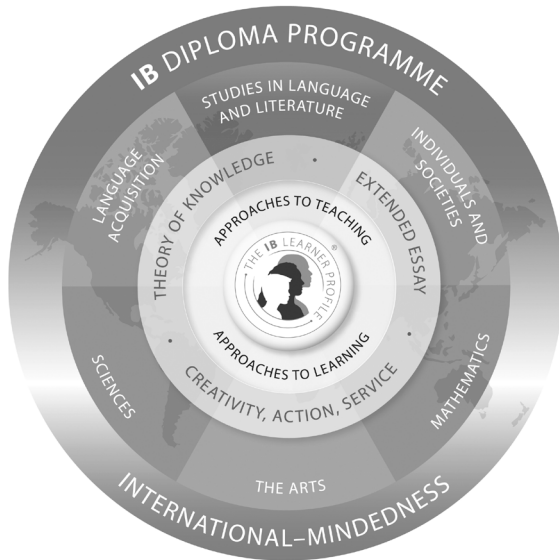 IB DIPLOMA PROGRAMME
STUDIES IN LANGUAGE
AND LITERATURE
LANGUAGE
ACQUISITION
INDIVIDUALS AND
SOCIETIES
THEORY OF KNOWLEDGE
EXTENDED ESSAY
APPROACHES TO TEACHING
THE IB LEARNER PROFILE
®
APPROACHES TO LEARNING
CREATIVITY, ACTION, SERVICE
SCIENCES
MATHEMATICS
THE ARTS
INTERNATIONAL–MINDEDNESS